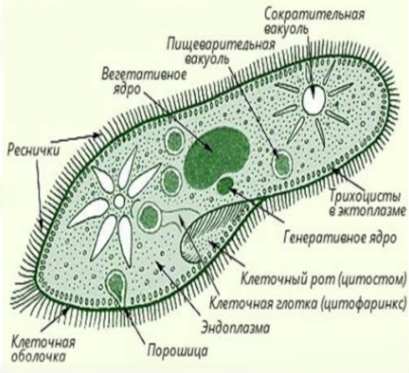 Сократительная
вакуоль
Пищеварительная
вакуоль
Вегетативное
ядро
Реснички
Трихоцисты
в эктоплазме
Генеративное ядро
Клеточный рот (цитостом)
Клеточная глотка (цитофаринкс)
Эндоплазма
Клеточная
оболочка
Порошица